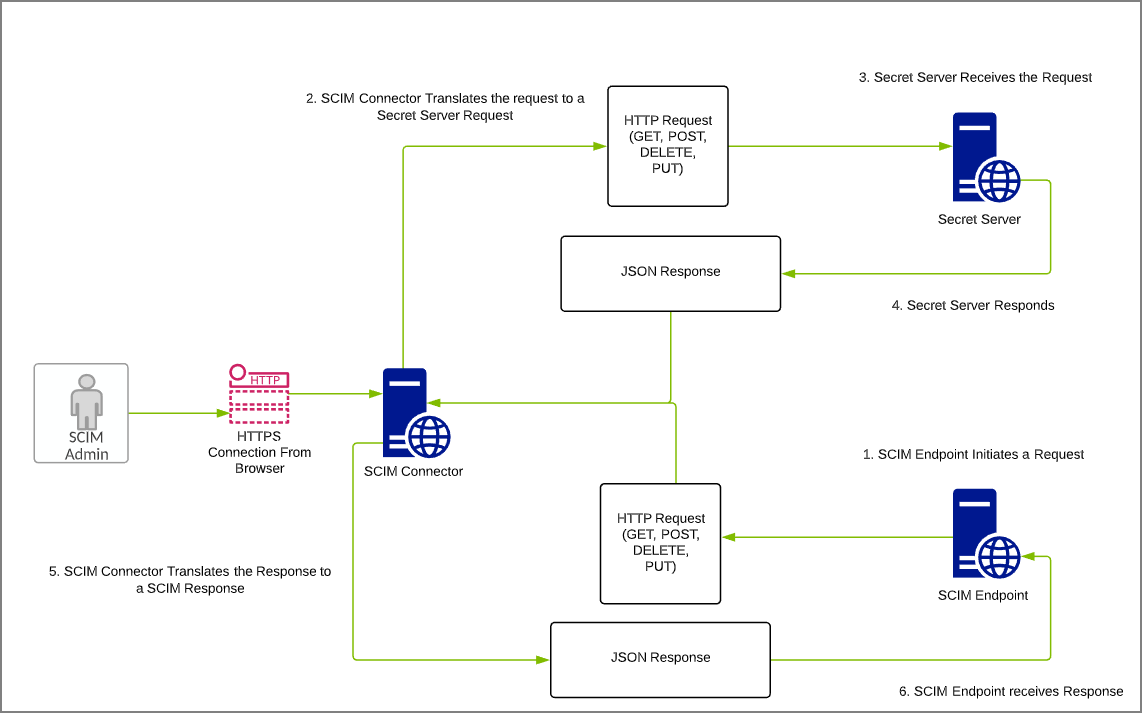 3. Secret Server Receives the Request
2. SCIM Connector Translates the request to a
Secret Server Request
HTTP Request
(GET, POST,
DELETE,
PUT)
Secret Server
JSON Response
4. Secret Server Responds
HTTP
SCIM
Admin
HTTPS
Connection From
Browser
SCIM Connector
1. SCIM Endpoint Initiates a Request
HTTP Request
(GET, POST,
DELETE,
PUT)
SCIM Endpoint
5. SCIM Connector Translates the Response to
a SCIM Response
JSON Response
6. SCIM Endpoint receives Response